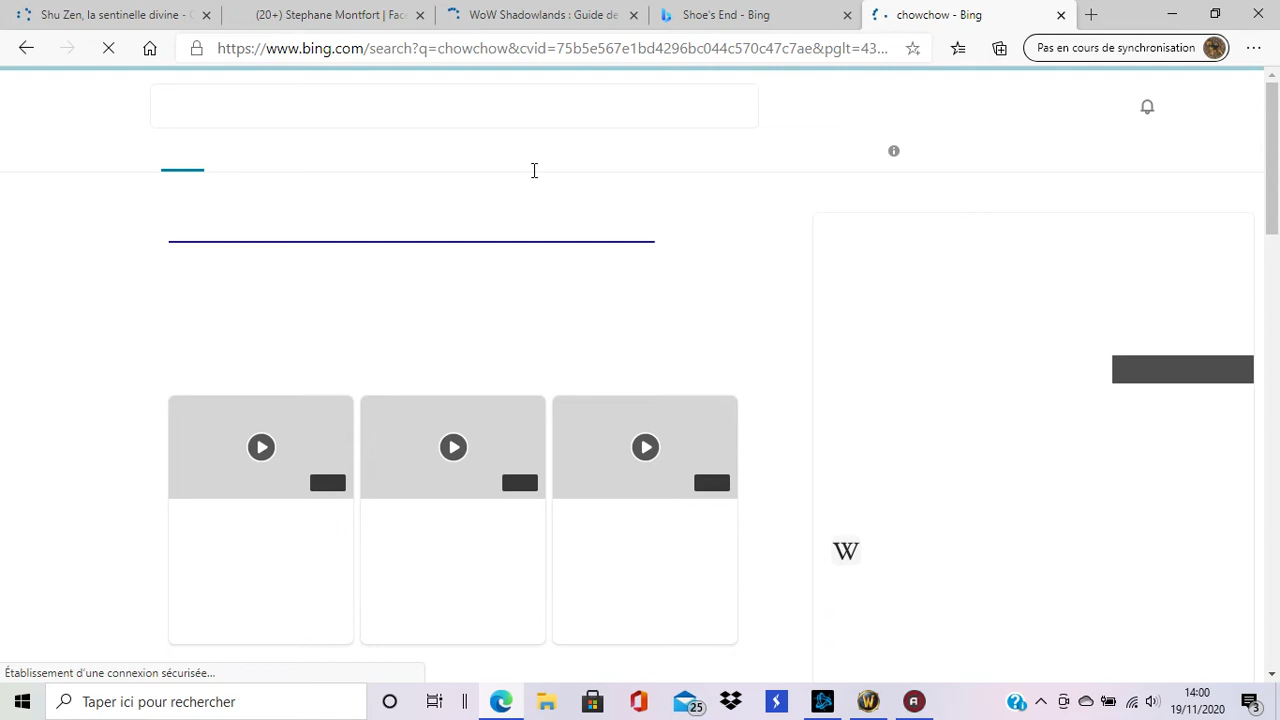 Shu Zen, la sentinelle divine - C
(20+) Stephane Montfort | Fac
WoW Shadowlands : Guide de
Shoe's End - Bing
chowchow - Bing
https://www.bing.com/search?q=chowchow&cvid=75b5e567e1bd4296bc044c570c47c7ae&pglt=43...
Pas en cours de synchronisation
W
Établissement d'une connexion sécurisée...
Taper ici pour rechercher
25
14:00
19/11/2020
3